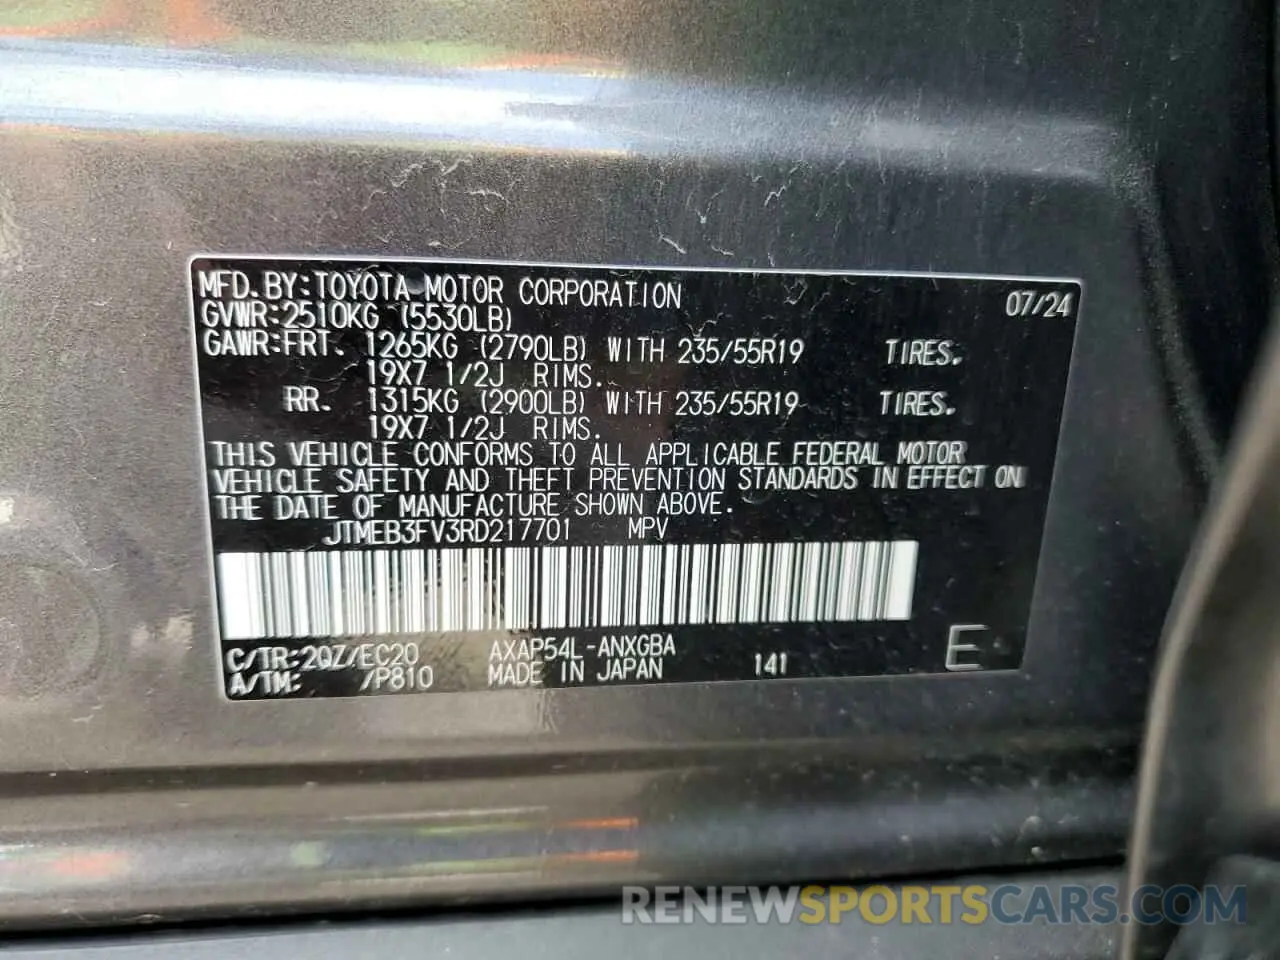 MFD.BY:TOYOTA MOTOR CORPORATION 07/24
GVWR:2510KG (5530LB)
GAWR:FRT. 1265KG (2790LB) WITH 235/55R19 TIRES.
19X7 1/2J RIMS.
RR. 1315KG (2900LB) WITH 235/55R19 TIRES.
19X7 1/2J RIMS.
THIS VEHICLE CONFORMS TO ALL APPLICABLE FEDERAL MOTOR
VEHICLE SAFETY AND THEFT PREVENTION STANDARDS IN EFFECT ON
THE DATE OF MANUFACTURE SHOWN ABOVE.
JTMEB3FV3RD217701 MPV
C/TR:2QZ/EC20 AXAP54L-ANXGBA
A/TM: /P810 MADE IN JAPAN 141 E
RENEWSPORTSCARS.COM